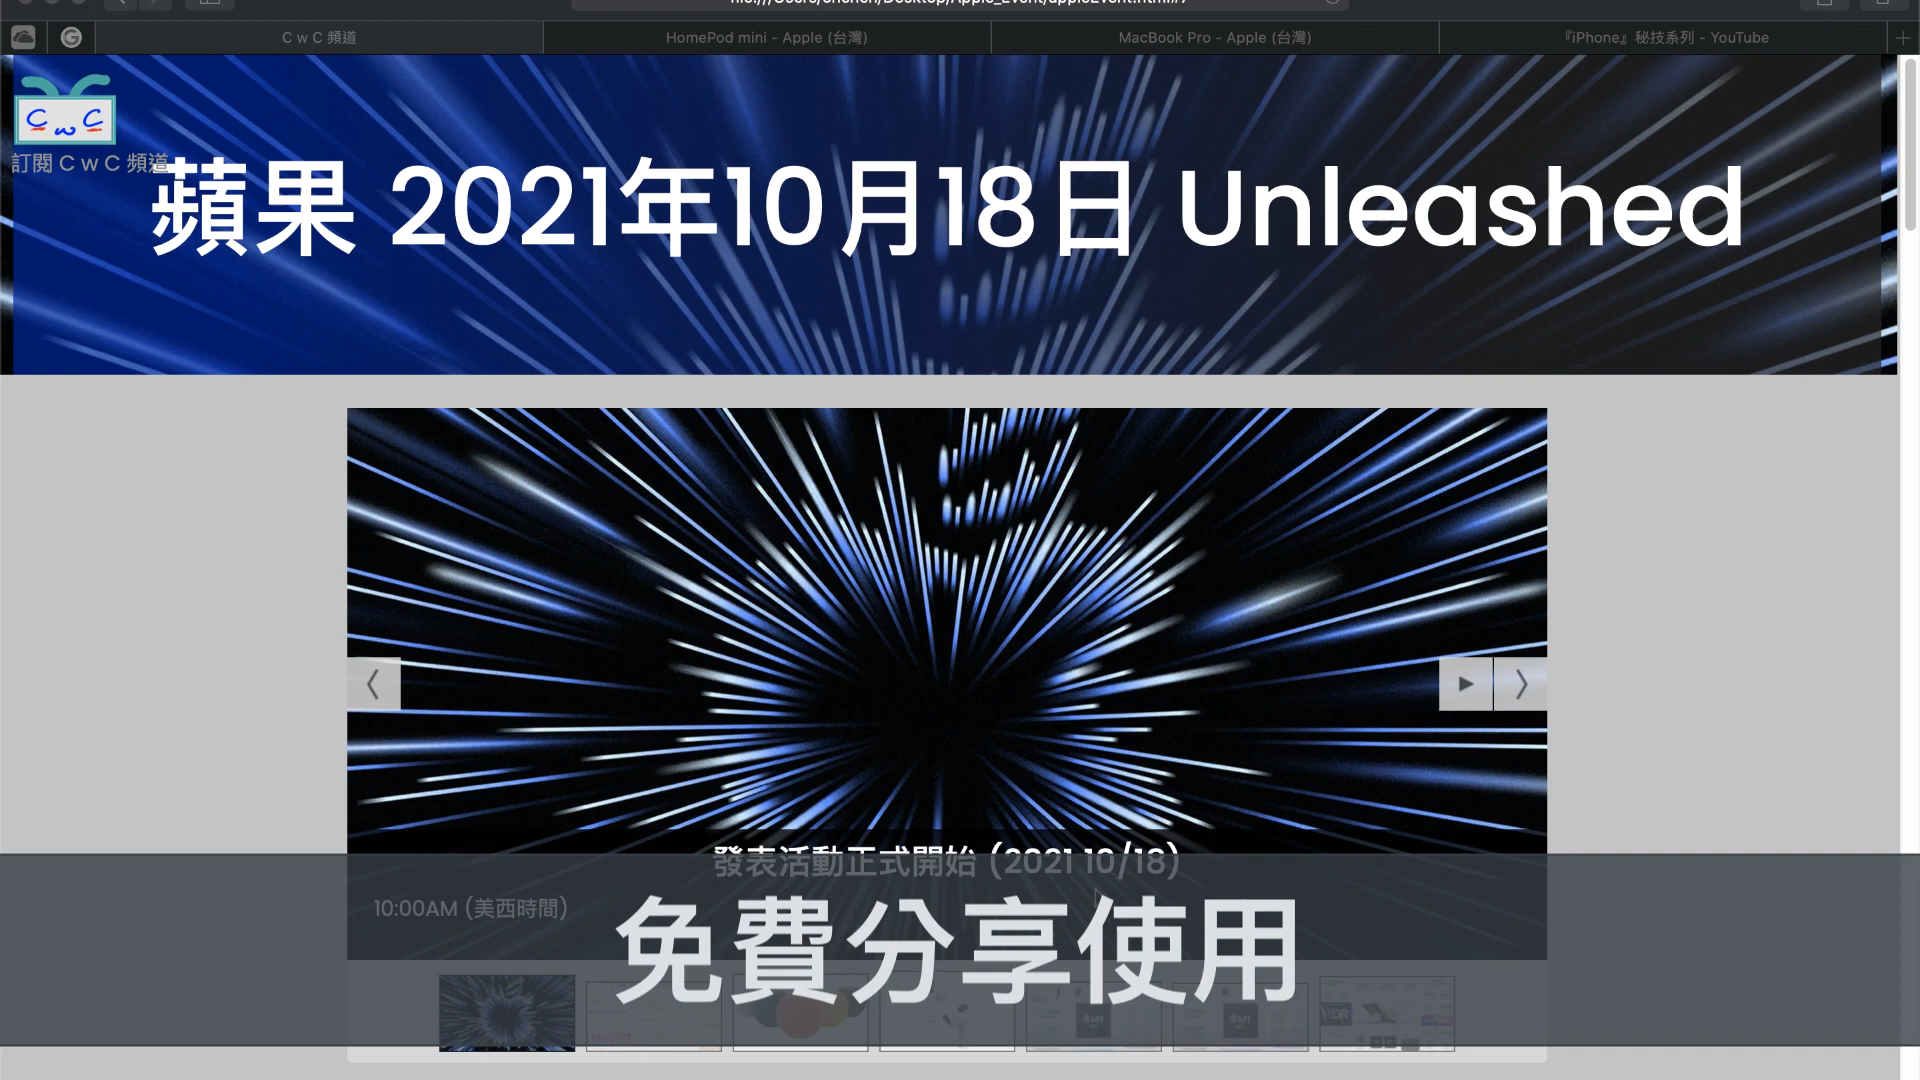 C w C 頻道
HomePod mini - Apple (台灣)
MacBook Pro - Apple (台灣)
『iPhone』秘技系列 - YouTube
C w C
訂閱 C w C 頻道
蘋果 2021年10月18日 Unleashed
發表活動正式開始 (2021 10/18)
10:00AM (美西時間)
免費分享使用